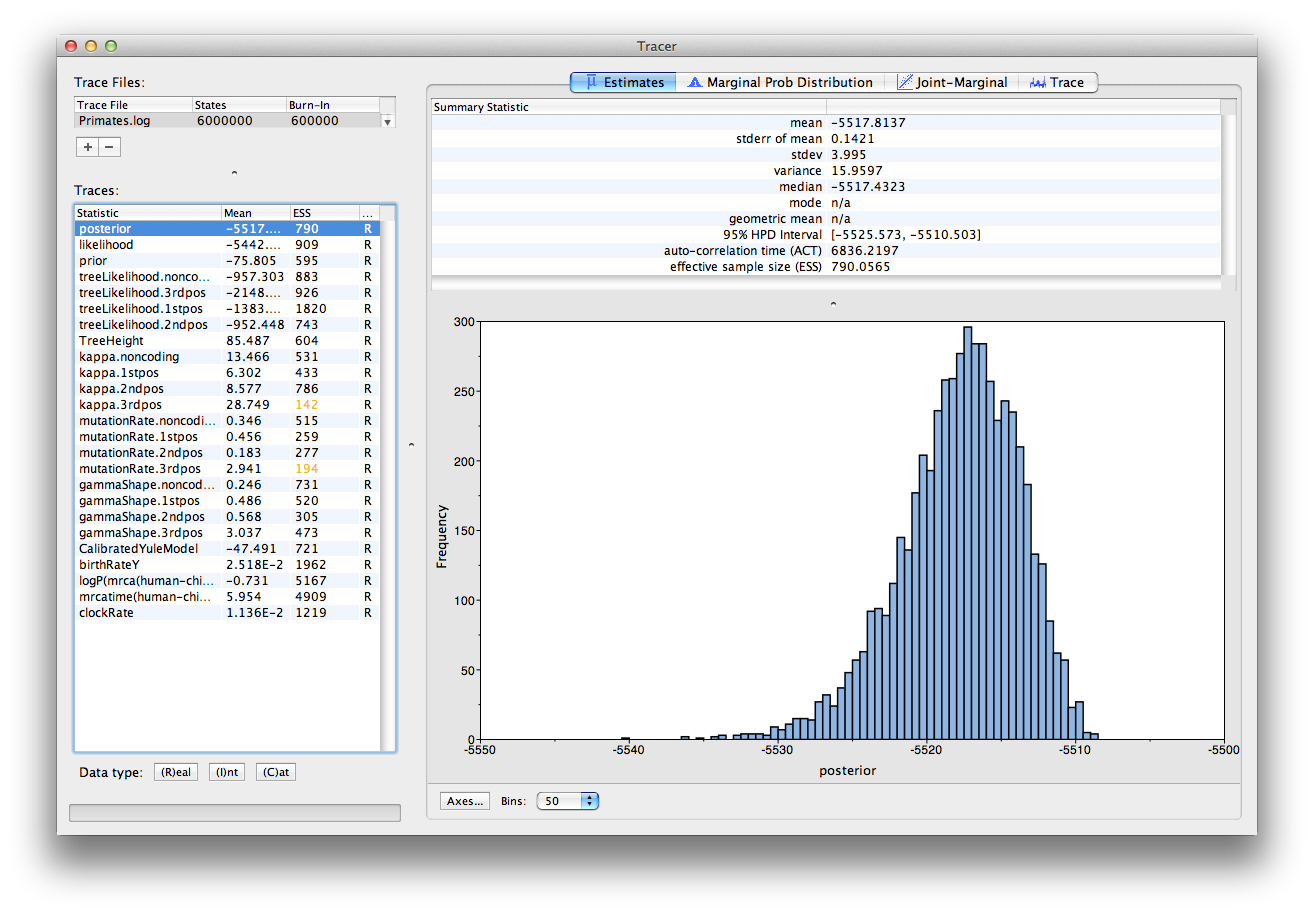 Tracer
Trace Files:
Trace File States Burn-In
Primates.log 6000000 600000
+ −
Traces:
Statistic Mean ESS ...
posterior -5517.... 790 R
likelihood -5442.... 909 R
prior -75.805 595 R
treeLikelihood.nonco... -957.303 883 R
treeLikelihood.3rdpos -2148.... 926 R
treeLikelihood.1stpos -1383.... 1820 R
treeLikelihood.2ndpos -952.448 743 R
TreeHeight 85.487 604 R
kappa.noncoding 13.466 531 R
kappa.1stpos 6.302 433 R
kappa.2ndpos 8.577 786 R
kappa.3rdpos 28.749 142 R
mutationRate.noncodi... 0.346 515 R
mutationRate.1stpos 0.456 259 R
mutationRate.2ndpos 0.183 277 R
mutationRate.3rdpos 2.941 194 R
gammaShape.noncod... 0.246 731 R
gammaShape.1stpos 0.486 520 R
gammaShape.2ndpos 0.568 305 R
gammaShape.3rdpos 3.037 473 R
CalibratedYuleModel -47.491 721 R
birthRateY 2.518E-2 1962 R
logP(mrca(human-chi... -0.731 5167 R
mrcatime(human-chi... 5.954 4909 R
clockRate 1.136E-2 1219 R
Data type: (R)eal (I)nt (C)at
Estimates Marginal Prob Distribution Joint-Marginal Trace
Summary Statistic
mean -5517.8137
stderr of mean 0.1421
stdev 3.995
variance 15.9597
median -5517.4323
mode n/a
geometric mean n/a
95% HPD Interval [-5525.573, -5510.503]
auto-correlation time (ACT) 6836.2197
effective sample size (ESS) 790.0565
300
250
200
150
100
50
0
Frequency
-5550 -5540 -5530 -5520 -5510 -5500
posterior
Axes... Bins: 50